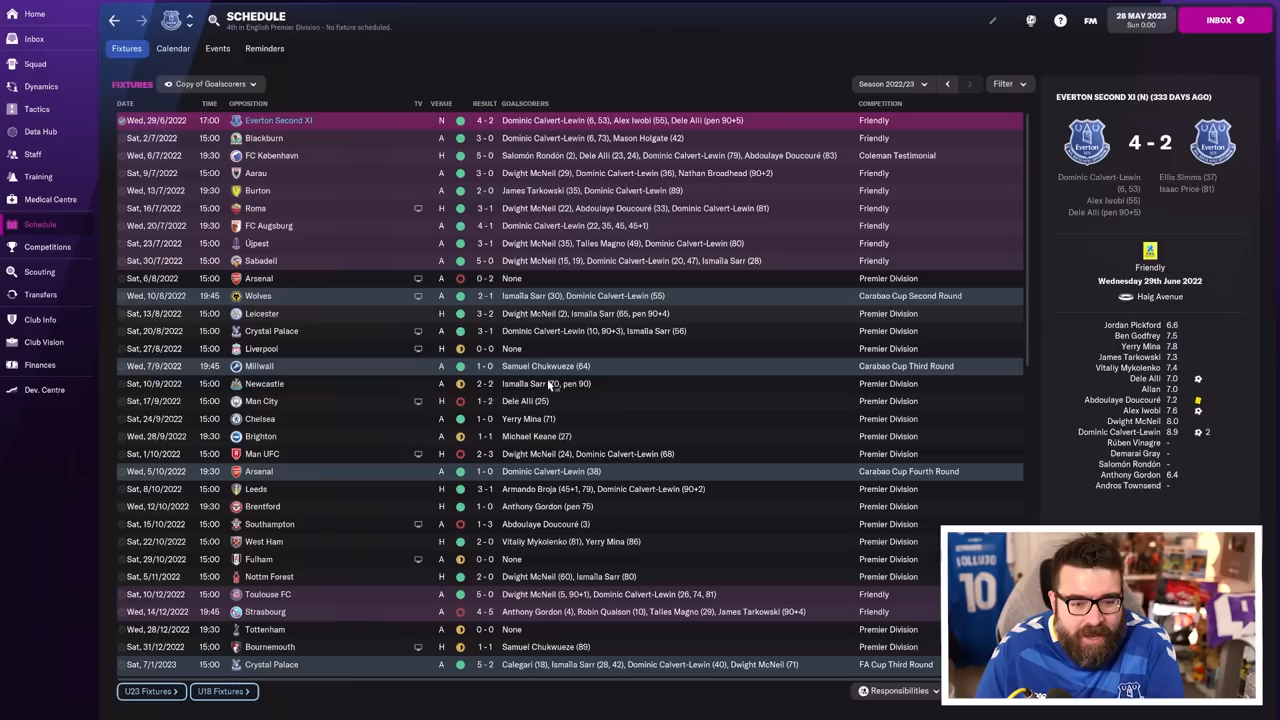 Home
Inbox
Squad
Dynamics
Tactics
Data Hub
Staff
Training
Medical Centre
Schedule
Competitions
Scouting
Transfers
Club Info
Club Vision
Finances
Dev. Centre
SCHEDULE
4th in English Premier Division - No fixture scheduled.
FM
28 MAY 2023
Sun 0:00
INBOX
Fixtures Calendar Events Reminders
FIXTURES Copy of Goalscorers Season 2022/23 Filter
DATE TIME OPPOSITION TV VENUE RESULT GOALSCORERS COMPETITION
Wed, 29/6/2022 17:00 Everton Second XI N 4 - 2 Dominic Calvert-Lewin (6, 53), Alex Iwobi (55), Dele Alli (pen 90+5) Friendly
Sat, 2/7/2022 15:00 Blackburn A 3 - 0 Dominic Calvert-Lewin (6, 73), Mason Holgate (42) Friendly
Wed, 6/7/2022 19:30 FC København H 5 - 0 Salomón Rondón (2), Dele Alli (23, 24), Dominic Calvert-Lewin (79), Abdoulaye Doucouré (83) Coleman Testimonial
Sat, 9/7/2022 15:00 Aarau A 3 - 0 Dwight McNeil (29), Dominic Calvert-Lewin (36), Nathan Broadhead (90+2) Friendly
Wed, 13/7/2022 19:30 Burton A 2 - 0 James Tarkowski (35), Dominic Calvert-Lewin (89) Friendly
Sat, 16/7/2022 15:00 Roma H 3 - 1 Dwight McNeil (22), Abdoulaye Doucouré (33), Dominic Calvert-Lewin (81) Friendly
Wed, 20/7/2022 19:30 FC Augsburg A 4 - 1 Dominic Calvert-Lewin (22, 35, 45, 45+1) Friendly
Sat, 23/7/2022 15:00 Újpest A 3 - 1 Dwight McNeil (35), Talles Magno (49), Dominic Calvert-Lewin (80) Friendly
Sat, 30/7/2022 15:00 Sabadell A 5 - 0 Dwight McNeil (15, 19), Dominic Calvert-Lewin (20, 47), Ismaïla Sarr (28) Friendly
Sat, 6/8/2022 15:00 Arsenal A 0 - 2 None Premier Division
Wed, 10/8/2022 19:45 Wolves A 2 - 1 Ismaïla Sarr (30), Dominic Calvert-Lewin (55) Carabao Cup Second Round
Sat, 13/8/2022 15:00 Leicester H 3 - 2 Dwight McNeil (2), Ismaïla Sarr (65, pen 90+4) Premier Division
Sat, 20/8/2022 15:00 Crystal Palace A 3 - 1 Dominic Calvert-Lewin (10, 90+3), Ismaïla Sarr (56) Premier Division
Sat, 27/8/2022 15:00 Liverpool H 0 - 0 None Premier Division
Wed, 7/9/2022 19:45 Millwall A 1 - 0 Samuel Chukwueze (64) Carabao Cup Third Round
Sat, 10/9/2022 15:00 Newcastle A 2 - 2 Ismaïla Sarr pen 90) Premier Division
Sat, 17/9/2022 15:00 Man City H 1 - 2 Dele Alli (25) Premier Division
Sat, 24/9/2022 15:00 Chelsea A 1 - 0 Yerry Mina (71) Premier Division
Wed, 28/9/2022 19:30 Brighton A 1 - 1 Michael Keane (27) Premier Division
Sat, 1/10/2022 15:00 Man UFC H 2 - 3 Dwight McNeil (24), Dominic Calvert-Lewin (68) Premier Division
Wed, 5/10/2022 19:30 Arsenal A 1 - 0 Dominic Calvert-Lewin (38) Carabao Cup Fourth Round
Sat, 8/10/2022 15:00 Leeds H 3 - 1 Armando Broja (45+1, 79), Dominic Calvert-Lewin (90+2) Premier Division
Wed, 12/10/2022 19:30 Brentford H 1 - 0 Anthony Gordon (pen 75) Premier Division
Sat, 15/10/2022 15:00 Southampton A 1 - 3 Abdoulaye Doucouré (3) Premier Division
Sat, 22/10/2022 15:00 West Ham H 2 - 0 Vitaliy Mykolenko (81), Yerry Mina (86) Premier Division
Sat, 29/10/2022 15:00 Fulham A 0 - 0 None Premier Division
Sat, 5/11/2022 15:00 Nottm Forest H 2 - 0 Dwight McNeil (60), Ismaïla Sarr (80) Premier Division
Sat, 10/12/2022 15:00 Toulouse FC A 5 - 0 Dwight McNeil (5, 90+1), Dominic Calvert-Lewin (26, 74, 81) Friendly
Wed, 14/12/2022 19:45 Strasbourg A 4 - 5 Anthony Gordon (4), Robin Quaison (10), Talles Magno (29), James Tarkowski (90+4) Friendly
Wed, 28/12/2022 19:30 Tottenham A 0 - 0 None Premier Division
Sat, 31/12/2022 15:00 Bournemouth H 1 - 1 Samuel Chukwueze (89) Premier Division
Sat, 7/1/2023 15:00 Crystal Palace A 5 - 2 Calegari (18), Ismaïla Sarr (28, 42), Dominic Calvert-Lewin (40), Dwight McNeil (71) FA Cup Third Round
U23 Fixtures > U18 Fixtures > Responsibilities
EVERTON SECOND XI (N) (333 DAYS AGO)
Everton 4 - 2 Everton
Dominic Calvert-Lewin Ellis Simms (37)
(6, 53) Isaac Price (81)
Alex Iwobi (55)
Dele Alli (pen 90+5)
Friendly
Wednesday 29th June 2022
Haig Avenue
Jordan Pickford 6.6
Ben Godfrey 7.5
Yerry Mina 7.8
James Tarkowski 7.3
Vitaliy Mykolenko 7.4
Dele Alli 7.0
Allan 7.0
Abdoulaye Doucouré 7.2
Alex Iwobi 7.6
Dwight McNeil 8.0
Dominic Calvert-Lewin 8.9 2
Rúben Vinagre -
Demarai Gray -
Salomón Rondón -
Anthony Gordon 6.4
Andros Townsend -
10